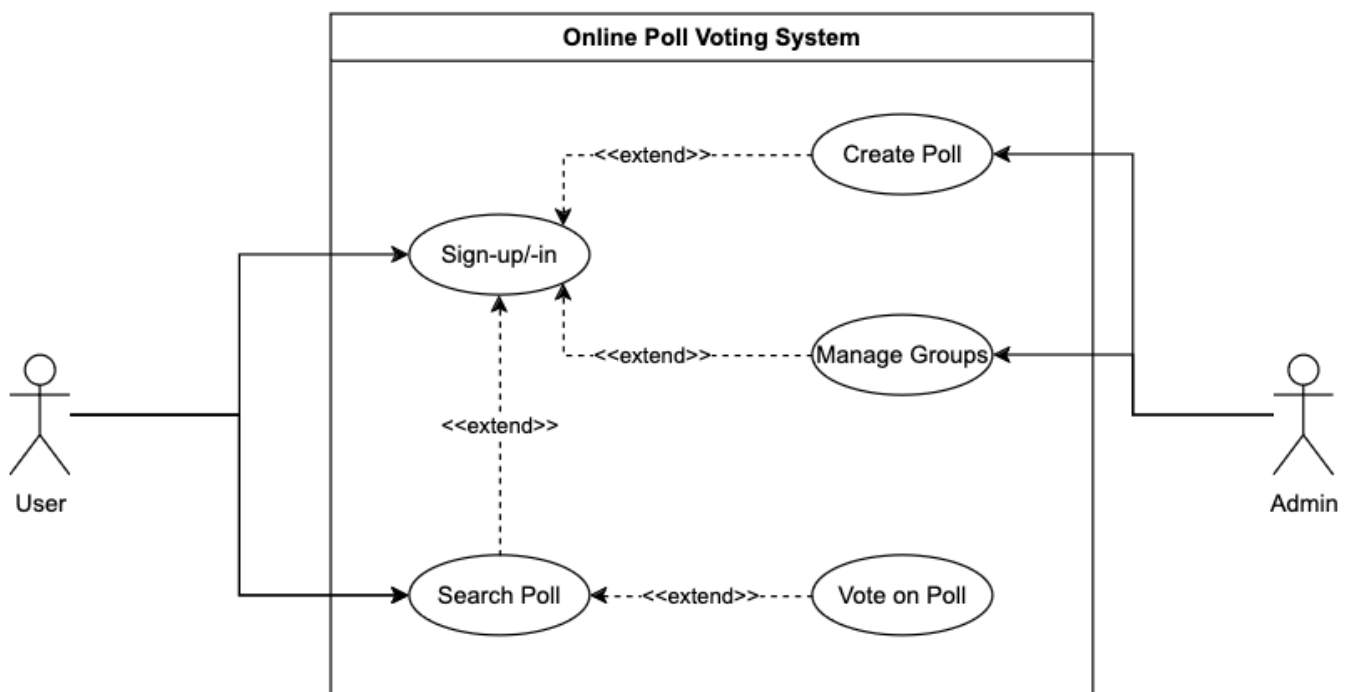 Online Poll Voting System
<<extend>>
Create Poll
Sign-up/-in
<<extend>>
Manage Groups
<<extend>>
User
Admin
Search Poll
<<extend>>
Vote on Poll